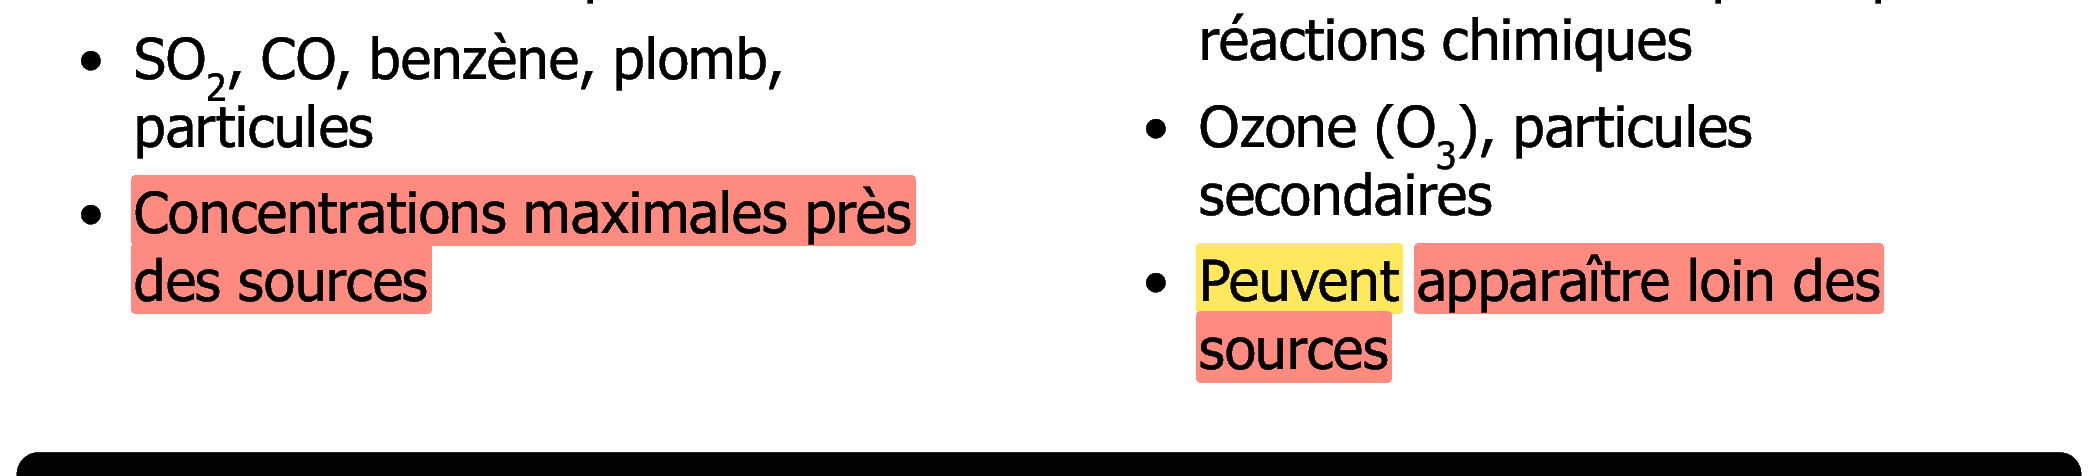 • SO₂, CO, benzène, plomb,
particules
• Concentrations maximales près
des sources
réactions chimiques
• Ozone (O₃), particules
secondaires
• Peuvent apparaître loin des
sources